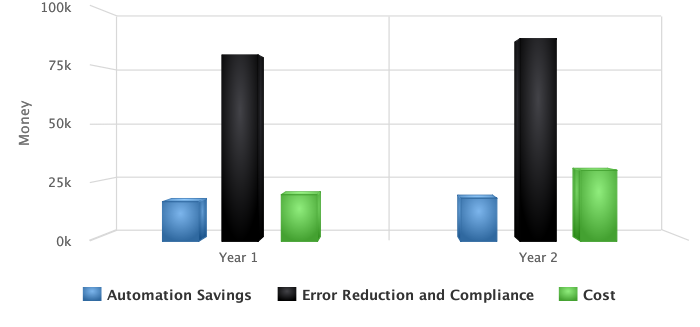 100k
75k
50k
25k
0k
Money
Year 1
Year 2
Automation Savings
Error Reduction and Compliance
Cost